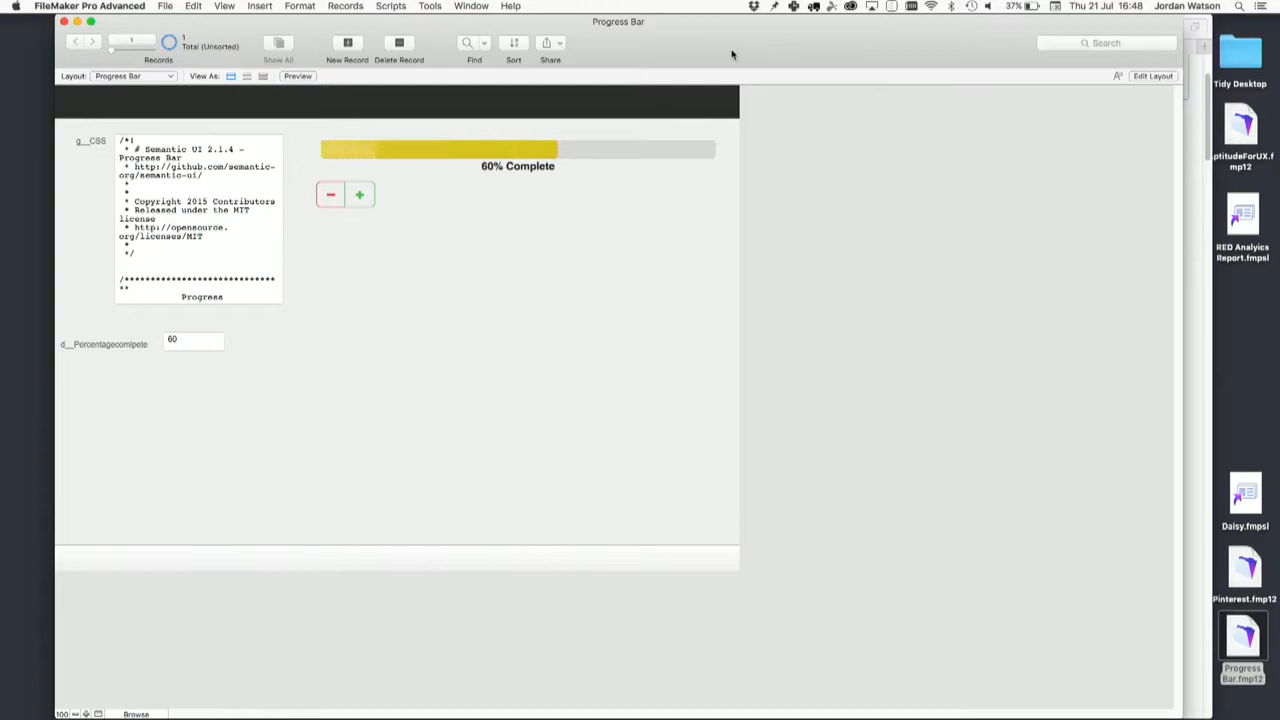 FileMaker Pro Advanced File Edit View Insert Format Records Scripts Tools Window Help 37% Thu 21 Jul 16:48 Jordan Watson
Progress Bar
1
1
Total (Unsorted)
Search
Records Show All New Record Delete Record Find Sort Share
Layout: Progress Bar View As: Preview Edit Layout
g__CSS
/*!
* # Semantic UI 2.1.4 -
Progress Bar
* http://github.com/semantic-
org/semantic-ui/
*
*
* Copyright 2015 Contributors
* Released under the MIT
license
* http://opensource.
org/licenses/MIT
*
*/
/*******************************
**
Progress
60% Complete
d__Percentagecomlpete 60
Tidy Desktop
ptitudeForUX.f
mp12
RED Analyics
Report.fmpsl
Daisy.fmpsl
Pinterest.fmp12
Progress
Bar.fmp12
100 Browse